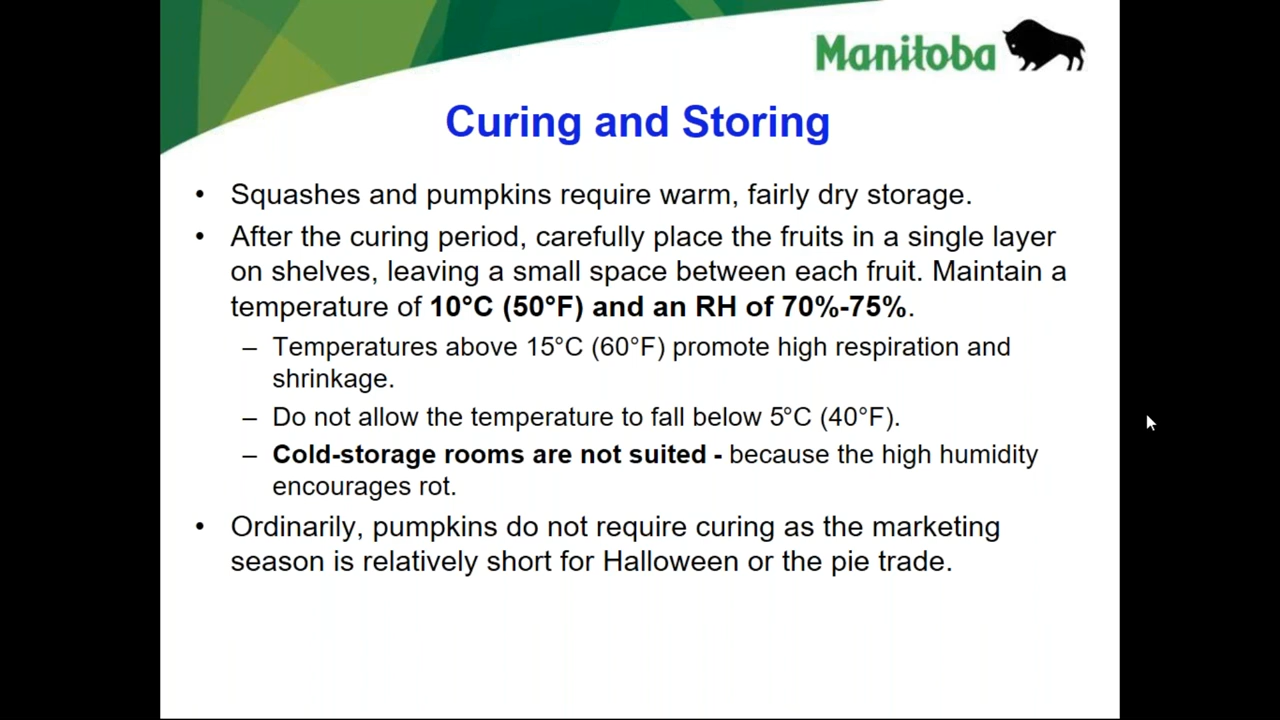 Manitoba
Curing and Storing
• Squashes and pumpkins require warm, fairly dry storage.
• After the curing period, carefully place the fruits in a single layer
on shelves, leaving a small space between each fruit. Maintain a
temperature of 10°C (50°F) and an RH of 70%-75%.
– Temperatures above 15°C (60°F) promote high respiration and
shrinkage.
– Do not allow the temperature to fall below 5°C (40°F).
– Cold-storage rooms are not suited - because the high humidity
encourages rot.
• Ordinarily, pumpkins do not require curing as the marketing
season is relatively short for Halloween or the pie trade.